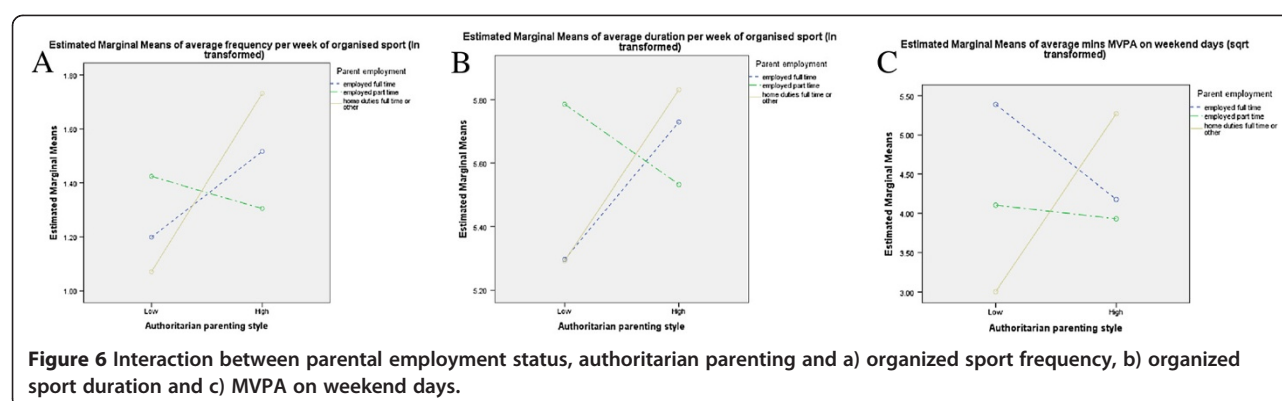 A
Estimated Marginal Means of average frequency per week of organised sport (ln
transformed)
Estimated Marginal Means
1.80
1.60
1.40
1.20
1.00
Low
High
Authoritarian parenting style
Parent employment
employed full time
employed part time
home duties full time or
other
B
Estimated Marginal Means of average duration per week of organised sport (ln
transformed)
Estimated Marginal Means
5.80
5.60
5.40
5.20
Low
High
Authoritarian parenting style
Parent employment
employed full time
employed part time
home duties full time or
other
C
Estimated Marginal Means of average mins MVPA on weekend days (sqrt
transformed)
Estimated Marginal Means
5.50
5.00
4.50
4.00
3.50
3.00
Low
High
Authoritarian parenting style
Parent employment
employed full time
employed part time
home duties full time or
other
Figure 6 Interaction between parental employment status, authoritarian parenting and a) organized sport frequency, b) organized
sport duration and c) MVPA on weekend days.